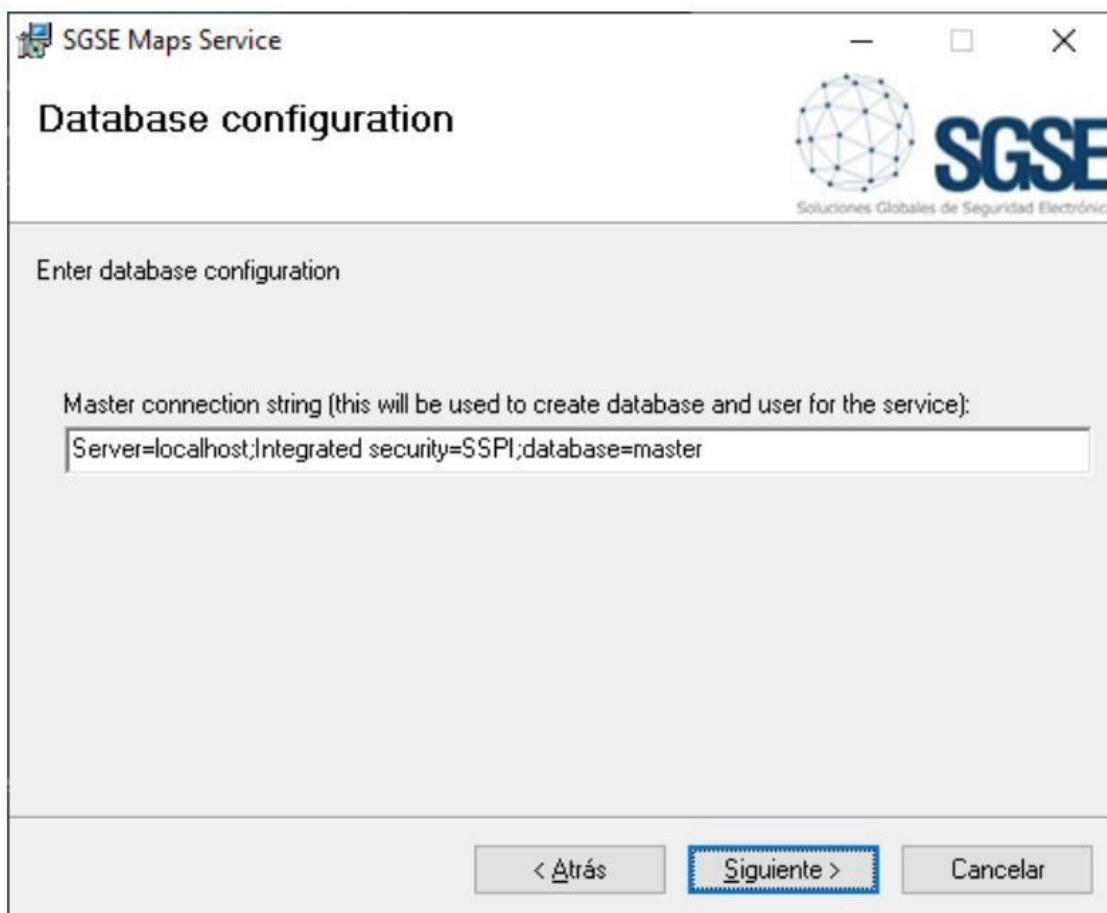 SGSE Maps Service
Database configuration
SGSE
Soluciones Globales de Seguridad Electrónic
Enter database configuration
Master connection string (this will be used to create database and user for the service):
Server=localhost;Integrated security=SSPI;database=master
< Atrás
Siguiente >
Cancelar